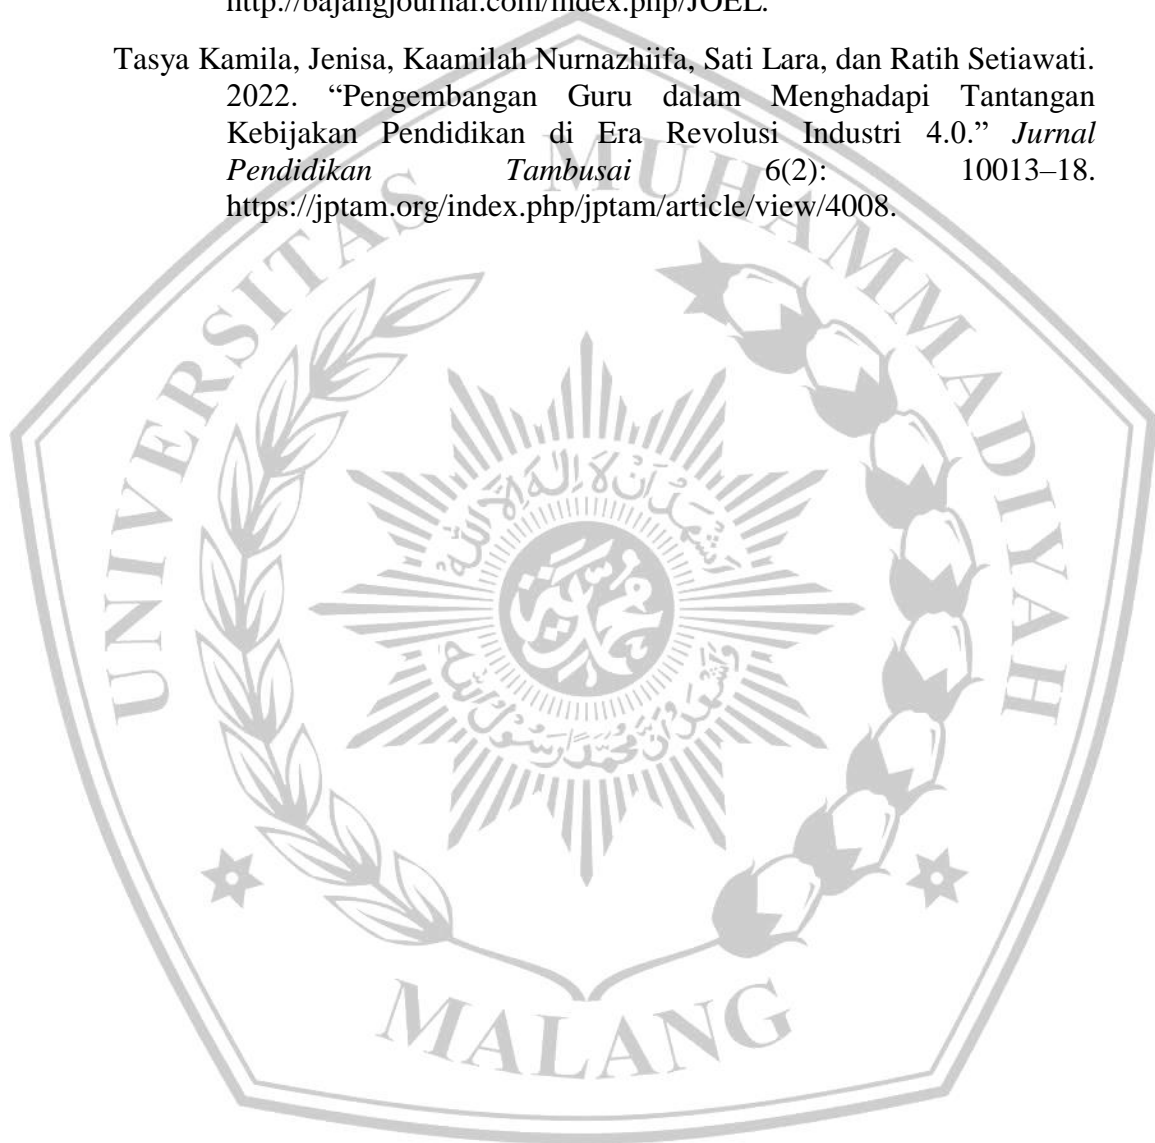 http://bajangjournal.com/index.php/JOEL.
Tasya Kamila, Jenisa, Kaamilah Nurnazhiifa, Sati Lara, dan Ratih Setiawati.
2022. “Pengembangan Guru dalam Menghadapi Tantangan
Kebijakan Pendidikan di Era Revolusi Industri 4.0.” Jurnal
Pendidikan Tambusai 6(2): 10013–18.
https://jptam.org/index.php/jptam/article/view/4008.
UNIVERSITAS MUHAMMADIYAH
MALANG